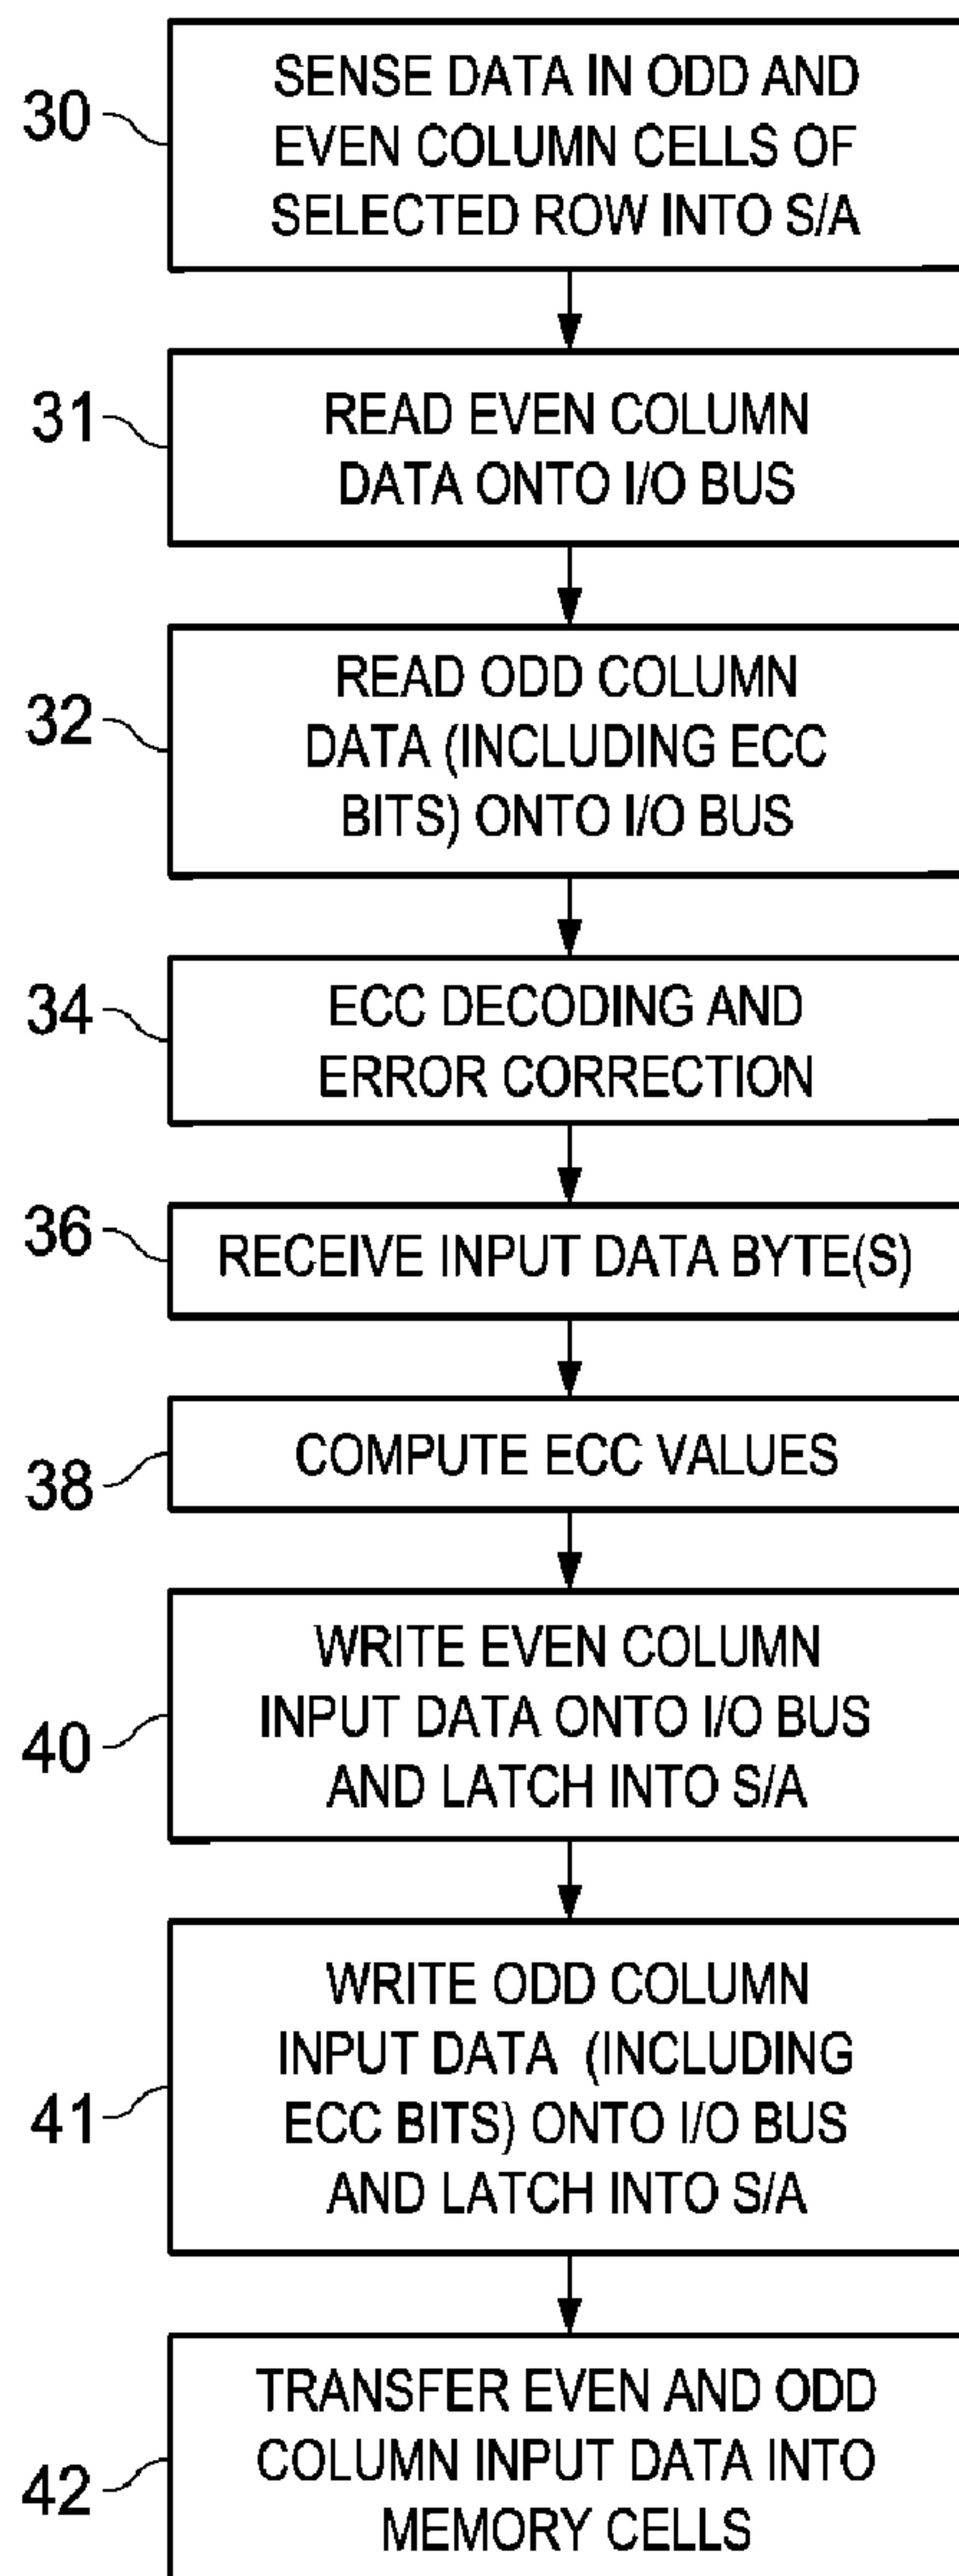 30
SENSE DATA IN ODD AND
EVEN COLUMN CELLS OF
SELECTED ROW INTO S/A
31
READ EVEN COLUMN
DATA ONTO I/O BUS
32
READ ODD COLUMN
DATA (INCLUDING ECC
BITS) ONTO I/O BUS
34
ECC DECODING AND
ERROR CORRECTION
36
RECEIVE INPUT DATA BYTE(S)
38
COMPUTE ECC VALUES
40
WRITE EVEN COLUMN
INPUT DATA ONTO I/O BUS
AND LATCH INTO S/A
41
WRITE ODD COLUMN
INPUT DATA (INCLUDING
ECC BITS) ONTO I/O BUS
AND LATCH INTO S/A
42
TRANSFER EVEN AND ODD
COLUMN INPUT DATA INTO
MEMORY CELLS